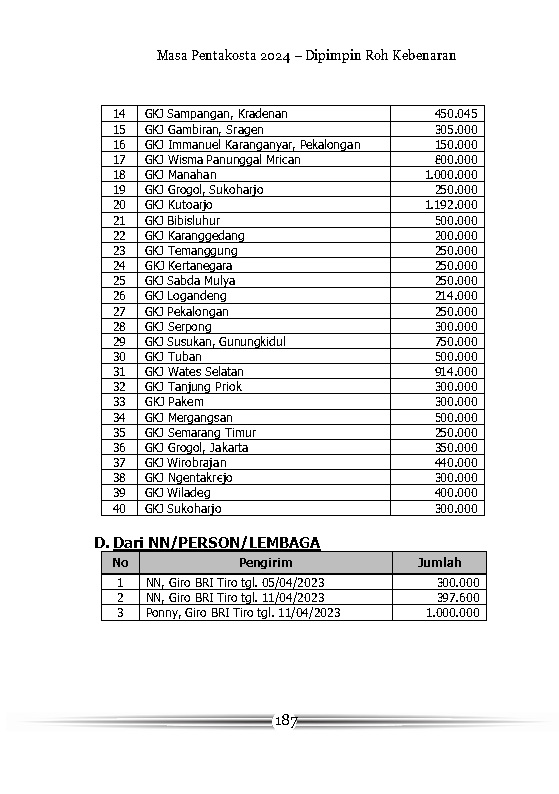 Masa Pentakosta 2024 – Dipimpin Roh Kebenaran
14 GKJ Sampangan, Kradenan 450.045
15 GKJ Gambiran, Sragen 305.000
16 GKJ Immanuel Karanganyar, Pekalongan 150.000
17 GKJ Wisma Panunggal Mrican 800.000
18 GKJ Manahan 1.000.000
19 GKJ Grogol, Sukoharjo 250.000
20 GKJ Kutoarjo 1.192.000
21 GKJ Bibisluhur 500.000
22 GKJ Karanggedang 200.000
23 GKJ Temanggung 250.000
24 GKJ Kertanegara 250.000
25 GKJ Sabda Mulya 250.000
26 GKJ Logandeng 214.000
27 GKJ Pekalongan 250.000
28 GKJ Serpong 300.000
29 GKJ Susukan, Gunungkidul 750.000
30 GKJ Tuban 500.000
31 GKJ Wates Selatan 914.000
32 GKJ Tanjung Priok 300.000
33 GKJ Pakem 300.000
34 GKJ Mergangsan 500.000
35 GKJ Semarang Timur 250.000
36 GKJ Grogol, Jakarta 350.000
37 GKJ Wirobrajan 440.000
38 GKJ Ngentakrejo 300.000
39 GKJ Wiladeg 400.000
40 GKJ Sukoharjo 300.000
D. Dari NN/PERSON/LEMBAGA
No Pengirim Jumlah
1 NN, Giro BRI Tiro tgl. 05/04/2023 300.000
2 NN, Giro BRI Tiro tgl. 11/04/2023 397.600
3 Ponny, Giro BRI Tiro tgl. 11/04/2023 1.000.000
187